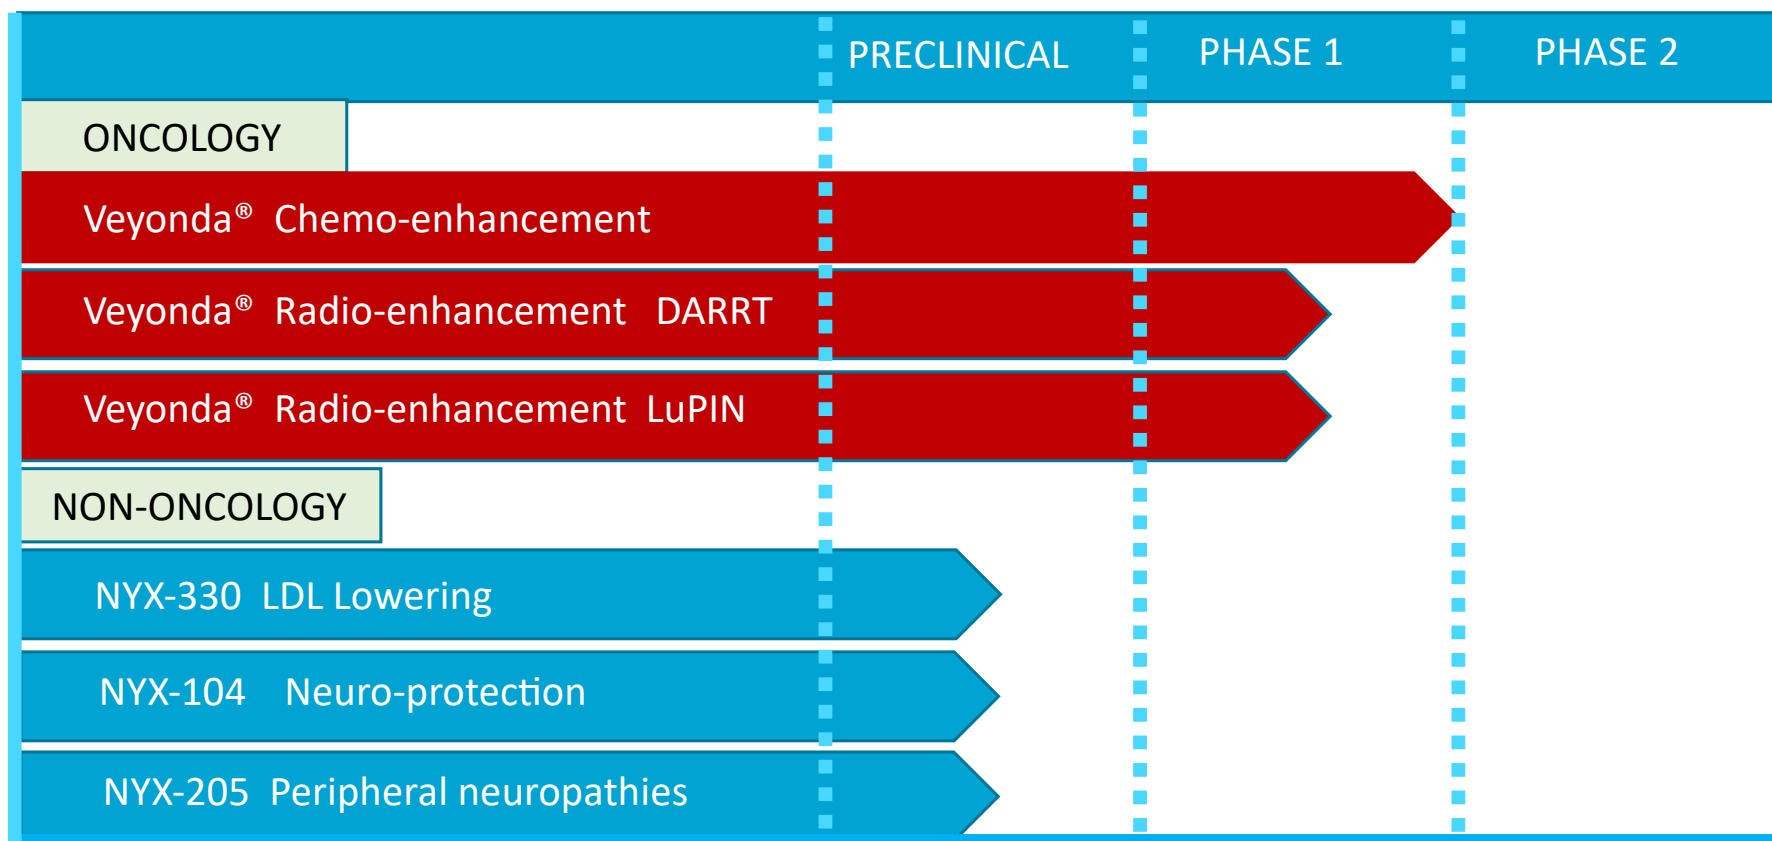 PRECLINICAL PHASE 1 PHASE 2
ONCOLOGY
Veyonda® Chemo-enhancement
Veyonda® Radio-enhancement DARRT
Veyonda® Radio-enhancement LuPIN
NON-ONCOLOGY
NYX-330 LDL Lowering
NYX-104 Neuro-protection
NYX-205 Peripheral neuropathies